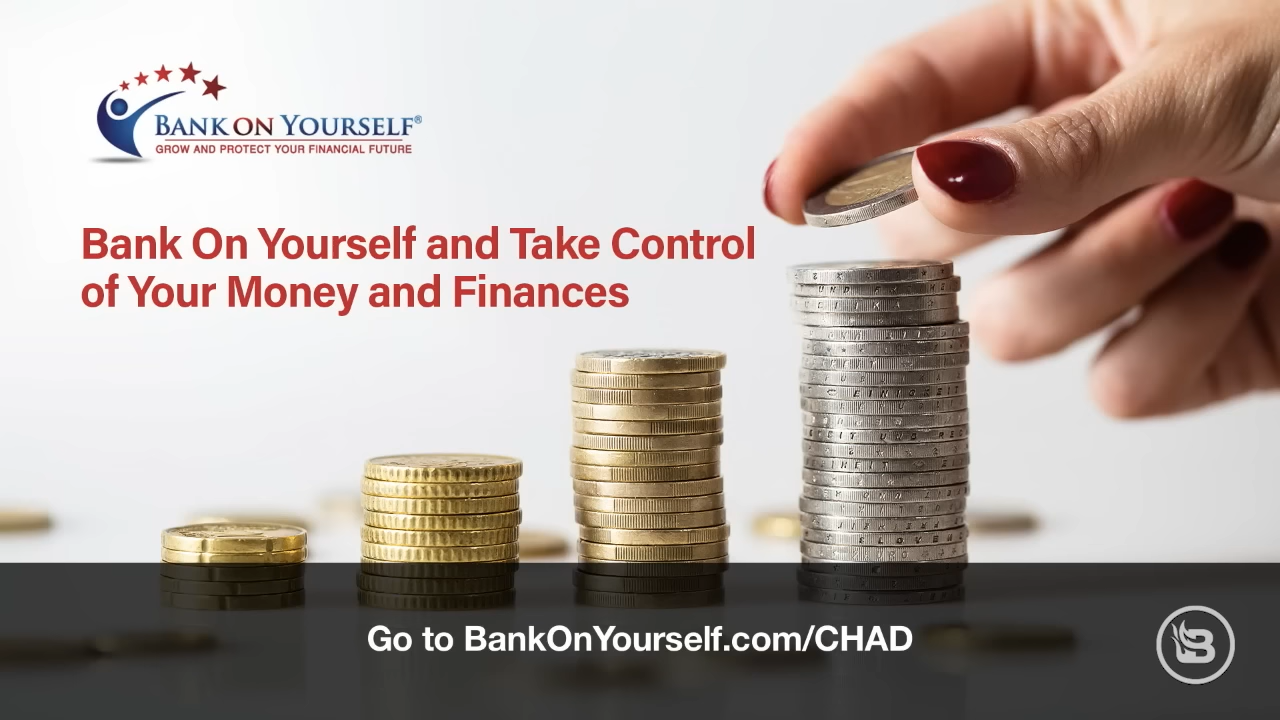 BANK ON YOURSELF®
GROW AND PROTECT YOUR FINANCIAL FUTURE
Bank On Yourself and Take Control
of Your Money and Finances
EINIGKEIT
Go to BankOnYourself.com/CHAD
B